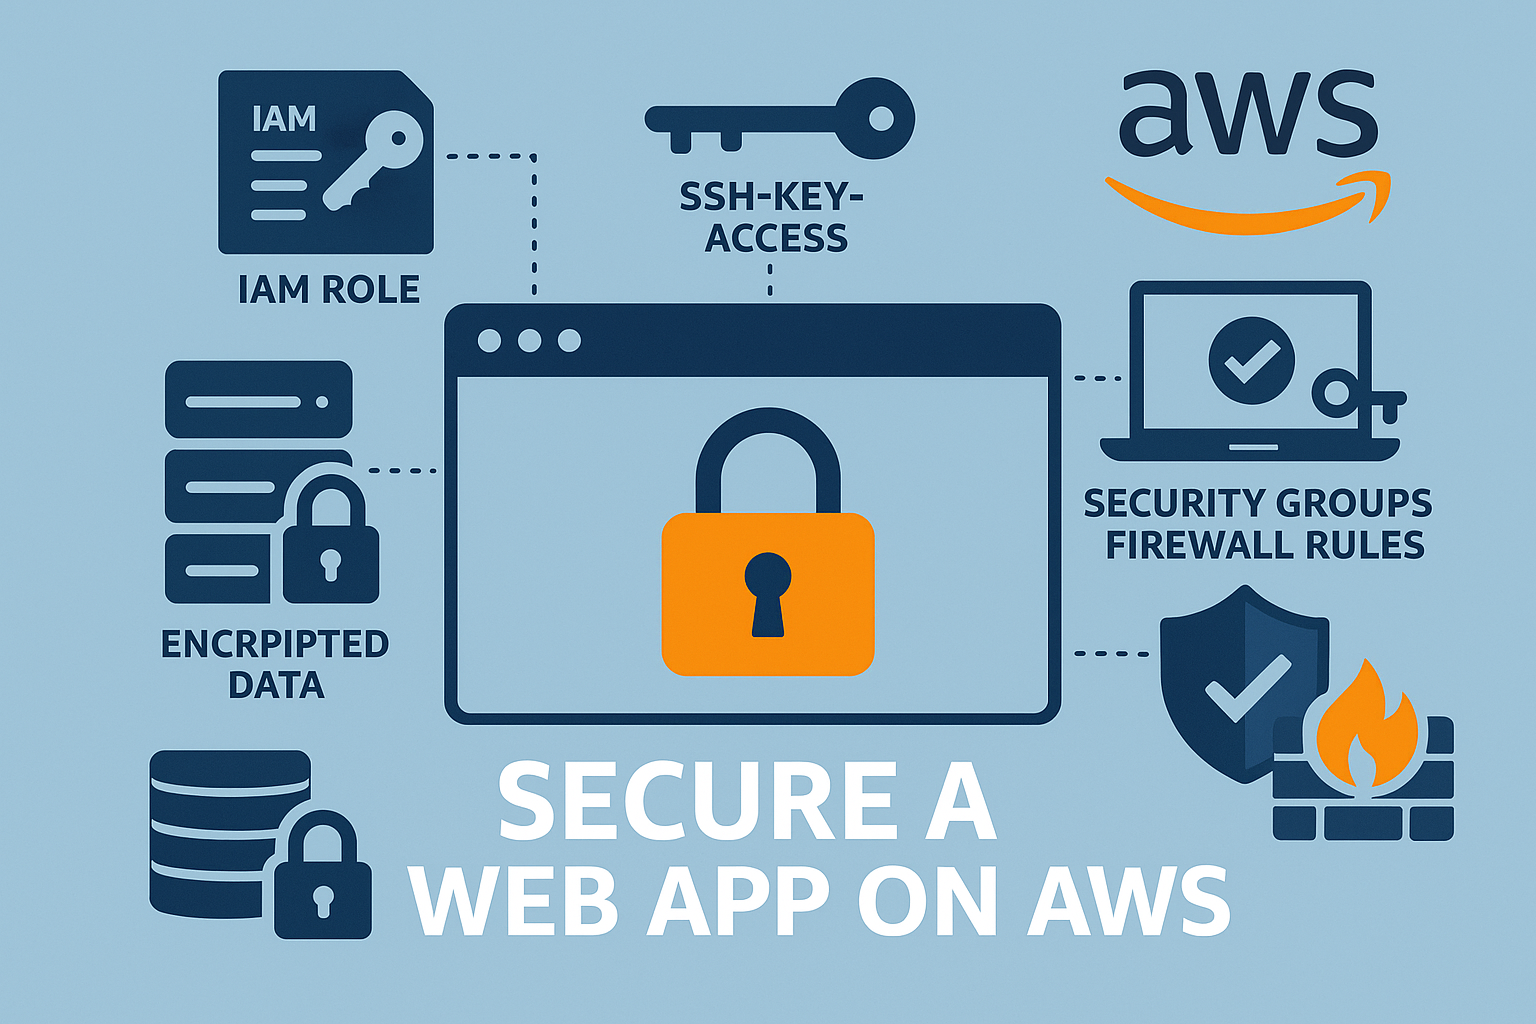 IAM
IAM ROLE
SSH-KEY-
ACCESS
aws
ENCRPIPTED
DATA
SECURITY GROUPS
FIREWALL RULES
SECURE A
WEB APP ON AWS